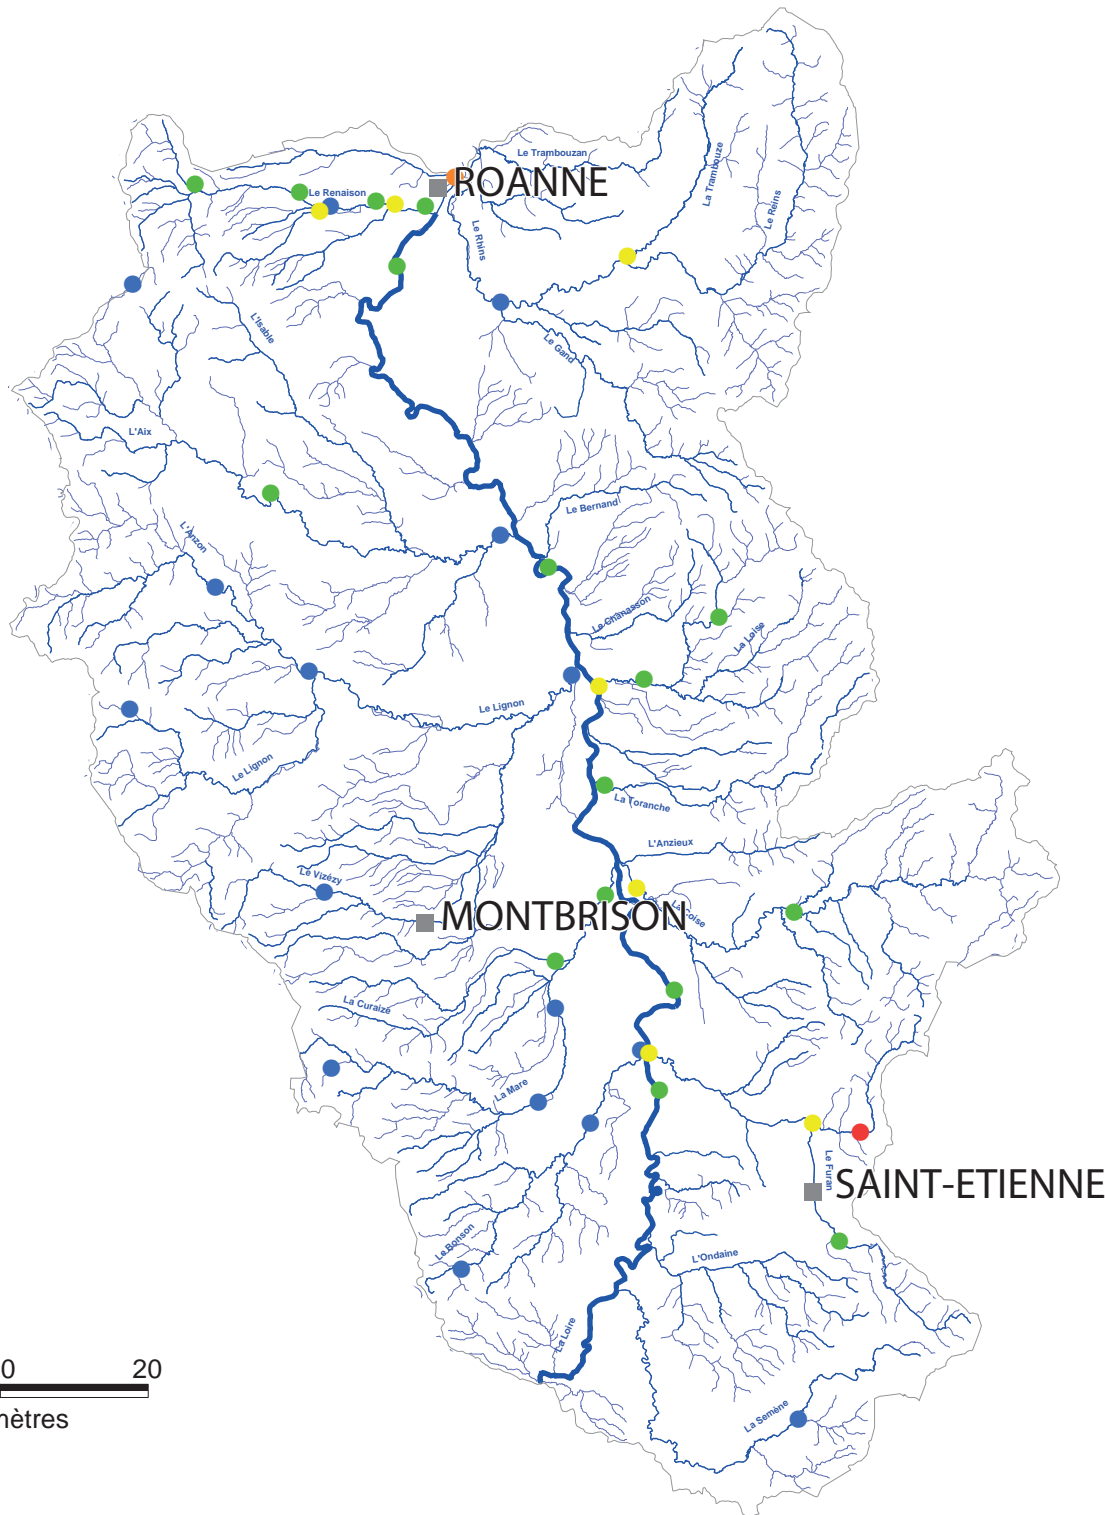 Le Trambouzan
ROANNE
La Trambouze
Le Renaison
Le Reins
Le Rhins
L'Isable
Le Gand
L'Aix
Le Bernand
L'Anzon
Le Chanasson
La Loise
Le Lignon
Le Lignon
La Toranche
L'Anzieux
Le Vizézy
La Coise
MONTBRISON
La Curaize
La Mare
Le Furan
SAINT-ETIENNE
Le Bonson
L'Ondaine
La Loire
0 20
mètres
La Semène